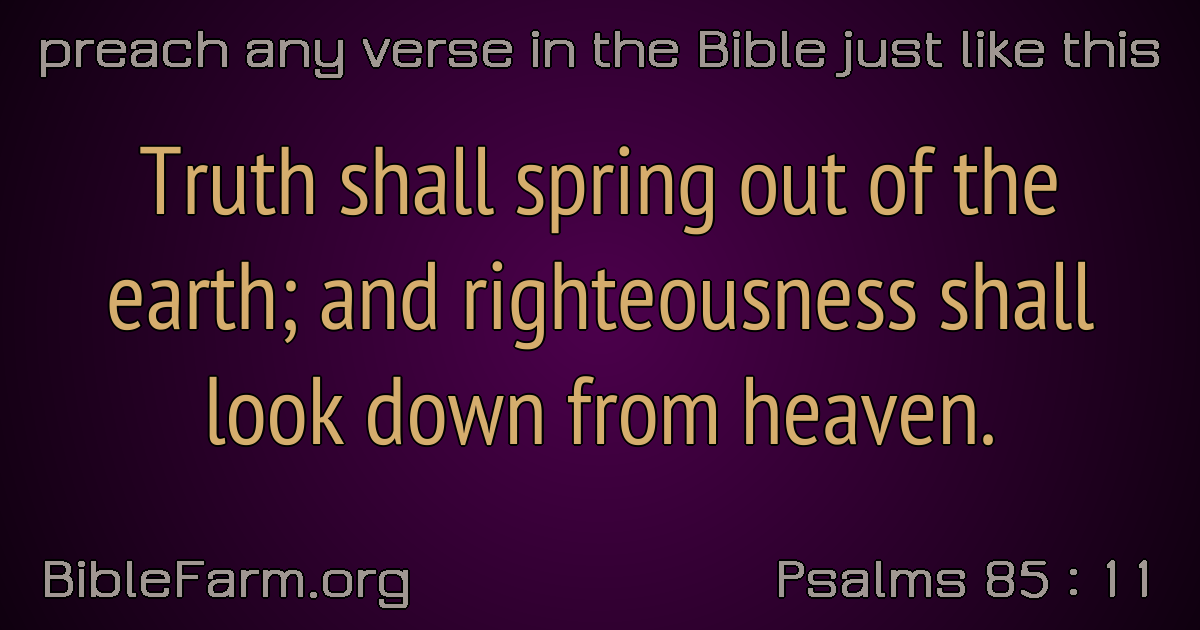 preach any verse in the Bible just like this
Truth shall spring out of the
earth; and righteousness shall
look down from heaven.
BibleFarm.org
Psalms 85 : 11